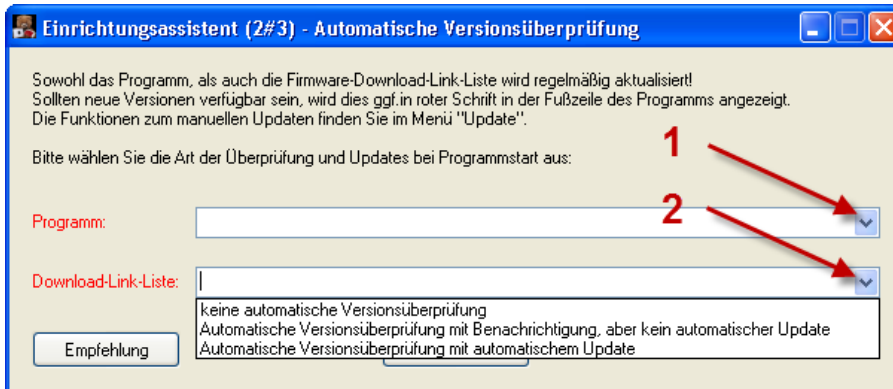 Einrichtungsassistent (2#3) - Automatische Versionsüberprüfung
Sowohl das Programm, als auch die Firmware-Download-Link-Liste wird regelmäßig aktualisiert!
Sollten neue Versionen verfügbar sein, wird dies ggf.in roter Schrift in der Fußzeile des Programms angezeigt.
Die Funktionen zum manuellen Updaten finden Sie im Menü "Update".
Bitte wählen Sie die Art der Überprüfung und Updates bei Programmstart aus:
1
2
Programm:
Download-Link-Liste:
keine automatische Versionsüberprüfung
Automatische Versionsüberprüfung mit Benachrichtigung, aber kein automatischer Update
Automatische Versionsüberprüfung mit automatischem Update
Empfehlung